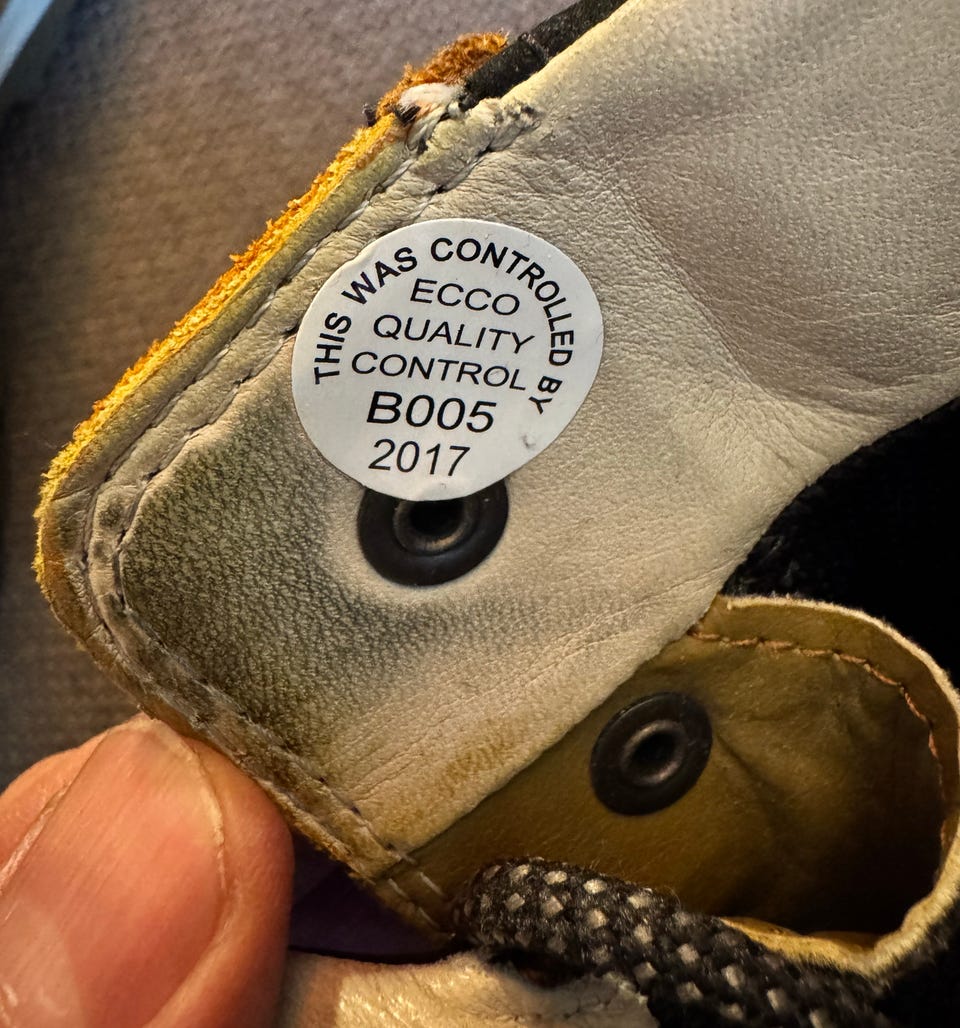 THIS WAS CONTROLLED BY
ECCO
QUALITY
CONTROL
B005
2017